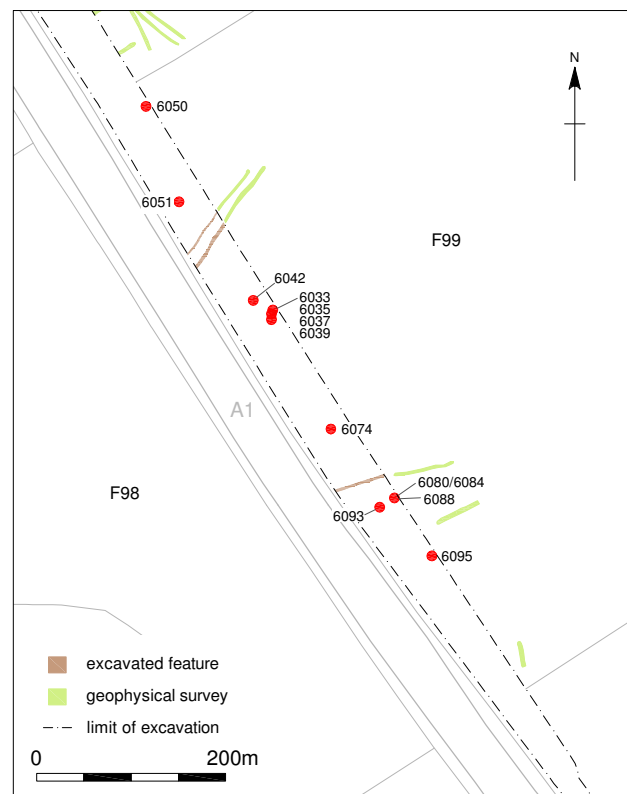 N
6050
6051
F99
6042
6033
6035
6037
6039
A1
6074
6080/6084
6088
F98
6093
6095
excavated feature
geophysical survey
limit of excavation
0
200m